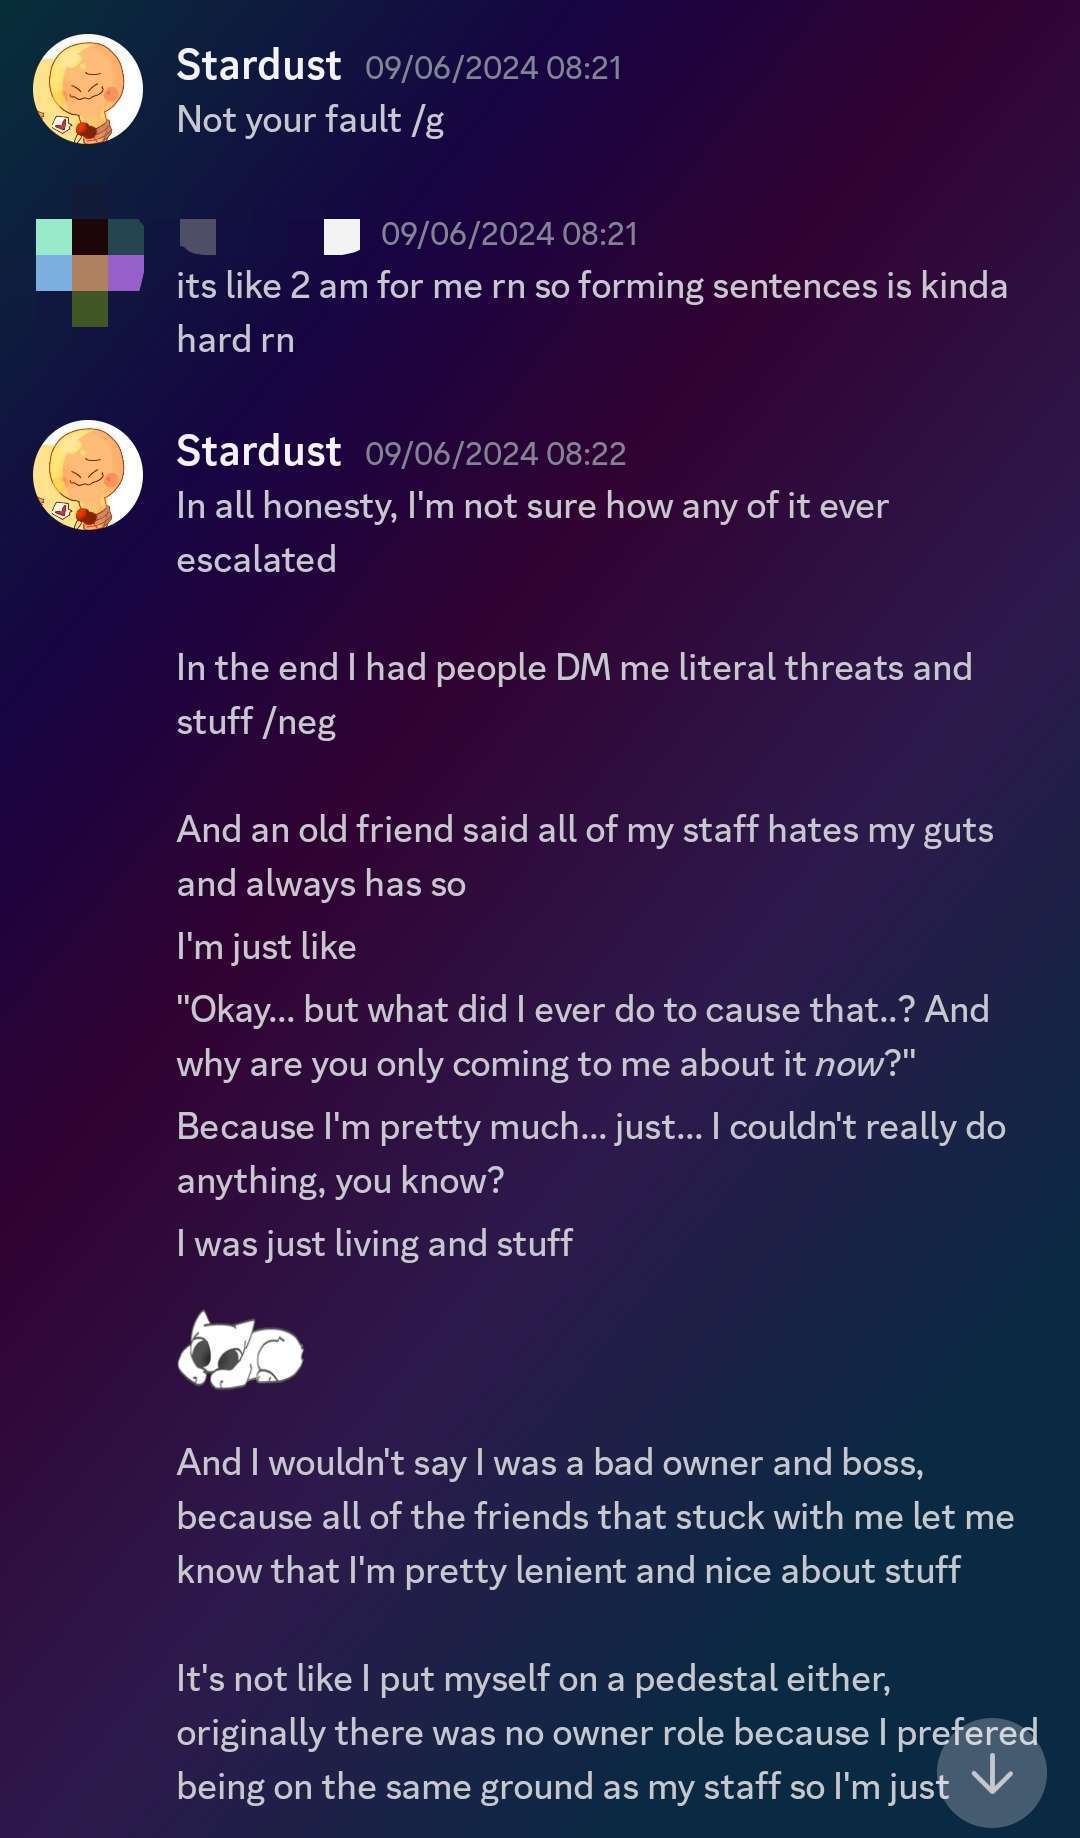 Stardust 09/06/2024 08:21
Not your fault /g
09/06/2024 08:21
its like 2 am for me rn so forming sentences is kinda
hard rn
Stardust 09/06/2024 08:22
In all honesty, I'm not sure how any of it ever
escalated
In the end I had people DM me literal threats and
stuff /neg
And an old friend said all of my staff hates my guts
and always has so
I'm just like
"Okay... but what did I ever do to cause that..? And
why are you only coming to me about it now?"
Because I'm pretty much... just... I couldn't really do
anything, you know?
I was just living and stuff
And I wouldn't say I was a bad owner and boss,
because all of the friends that stuck with me let me
know that I'm pretty lenient and nice about stuff
It's not like I put myself on a pedestal either,
originally there was no owner role because I prefered
being on the same ground as my staff so I'm just